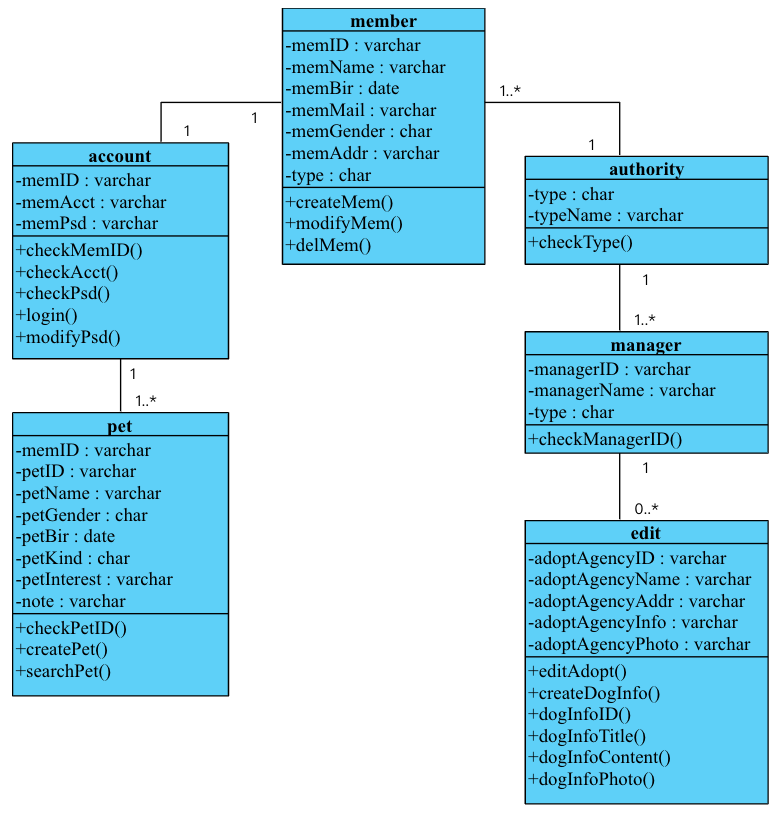 member
-memID : varchar
-memName : varchar
-memBir : date
-memMail : varchar
-memGender : char
-memAddr : varchar
-type : char
+createMem()
+modifyMem()
+delMem()
1
1
1..*
1
account
-memID : varchar
-memAcct : varchar
-memPsd : varchar
+checkMemID()
+checkAcct()
+checkPsd()
+login()
+modifyPsd()
1
1..*
pet
-memID : varchar
-petID : varchar
-petName : varchar
-petGender : char
-petBir : date
-petKind : char
-petInterest : varchar
-note : varchar
+checkPetID()
+createPet()
+searchPet()
authority
-type : char
-typeName : varchar
+checkType()
1
1..*
manager
-managerID : varchar
-managerName : varchar
-type : char
+checkManagerID()
1
0..*
edit
-adoptAgencyID : varchar
-adoptAgencyName : varchar
-adoptAgencyAddr : varchar
-adoptAgencyInfo : varchar
-adoptAgencyPhoto : varchar
+editAdopt()
+createDogInfo()
+dogInfoID()
+dogInfoTitle()
+dogInfoContent()
+dogInfoPhoto()